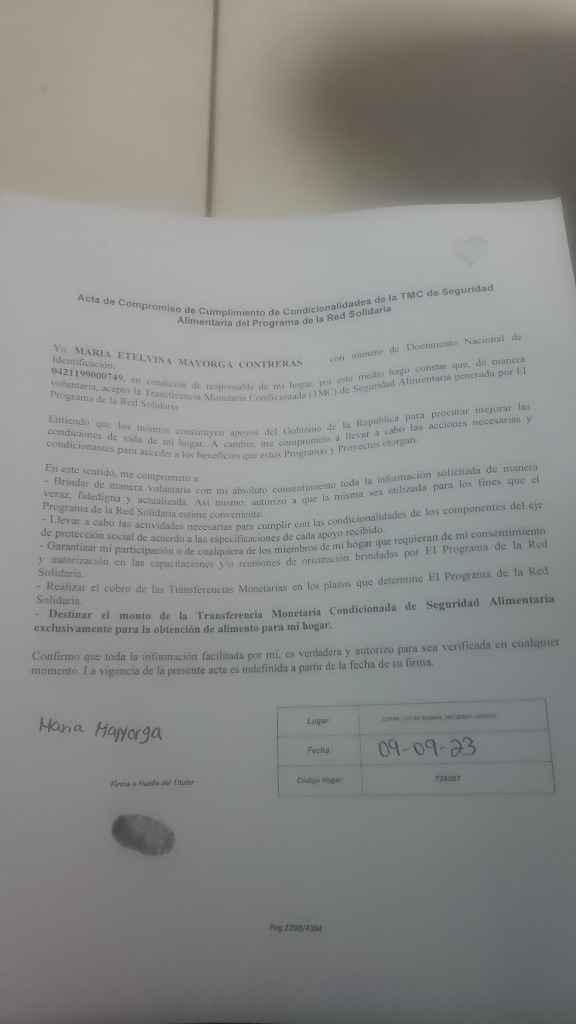 Acta de Compromiso de Cumplimiento de Condicionalidades de la TMC de Seguridad
Alimentaria del Programa de la Red Solidaria
Yo MARIA ETELVINA MAYORGA CONTRERAS con número de Documento Nacional de
Identificación:
0421199000749, en condición de responsable de mi hogar, por este medio hago constar que, de manera
voluntaria, acepto la Transferencia Monetaria Condicionada (TMC) de Seguridad Alimentaria generada por El
Programa de la Red Solidaria.
Entiendo que los mismos constituyen apoyos del Gobierno de la República para procurar mejorar las
condiciones de vida de mi hogar. A cambio, me comprometo a llevar a cabo las acciones necesarias y
condicionantes para acceder a los beneficios que estos Programas y Proyectos otorgan.
En este sentido, me comprometo a:
- Brindar de manera voluntaria con mi absoluto consentimiento toda la información solicitada de manera
veraz, fidedigna y actualizada. Así mismo, autorizo a que la misma sea utilizada para los fines que el
Programa de la Red Solidaria estime conveniente.
- Llevar a cabo las actividades necesarias para cumplir con las condicionalidades de los componentes del eje
de protección social de acuerdo a las especificaciones de cada apoyo recibido.
- Garantizar mi participación o de cualquiera de los miembros de mi hogar que requieran de mi consentimiento
y autorización en las capacitaciones y/o reuniones de orientación brindadas por El Programa de la Red
Solidaria.
- Realizar el cobro de las Transferencias Monetarias en los plazos que determine El Programa de la Red
Solidaria.
- Destinar el monto de la Transferencia Monetaria Condicionada de Seguridad Alimentaria
exclusivamente para la obtención de alimento para mi hogar.
Confirmo que toda la información facilitada por mi, es verdadera y autorizo para sea verificada en cualquier
momento. La vigencia de la presente acta es indefinida a partir de la fecha de su firma.
Maria Mayyorga
Firma o Huella del Titular
Lugar:
Fecha: 09-09-23
Código Hogar: 728097
Pag 2290/4394